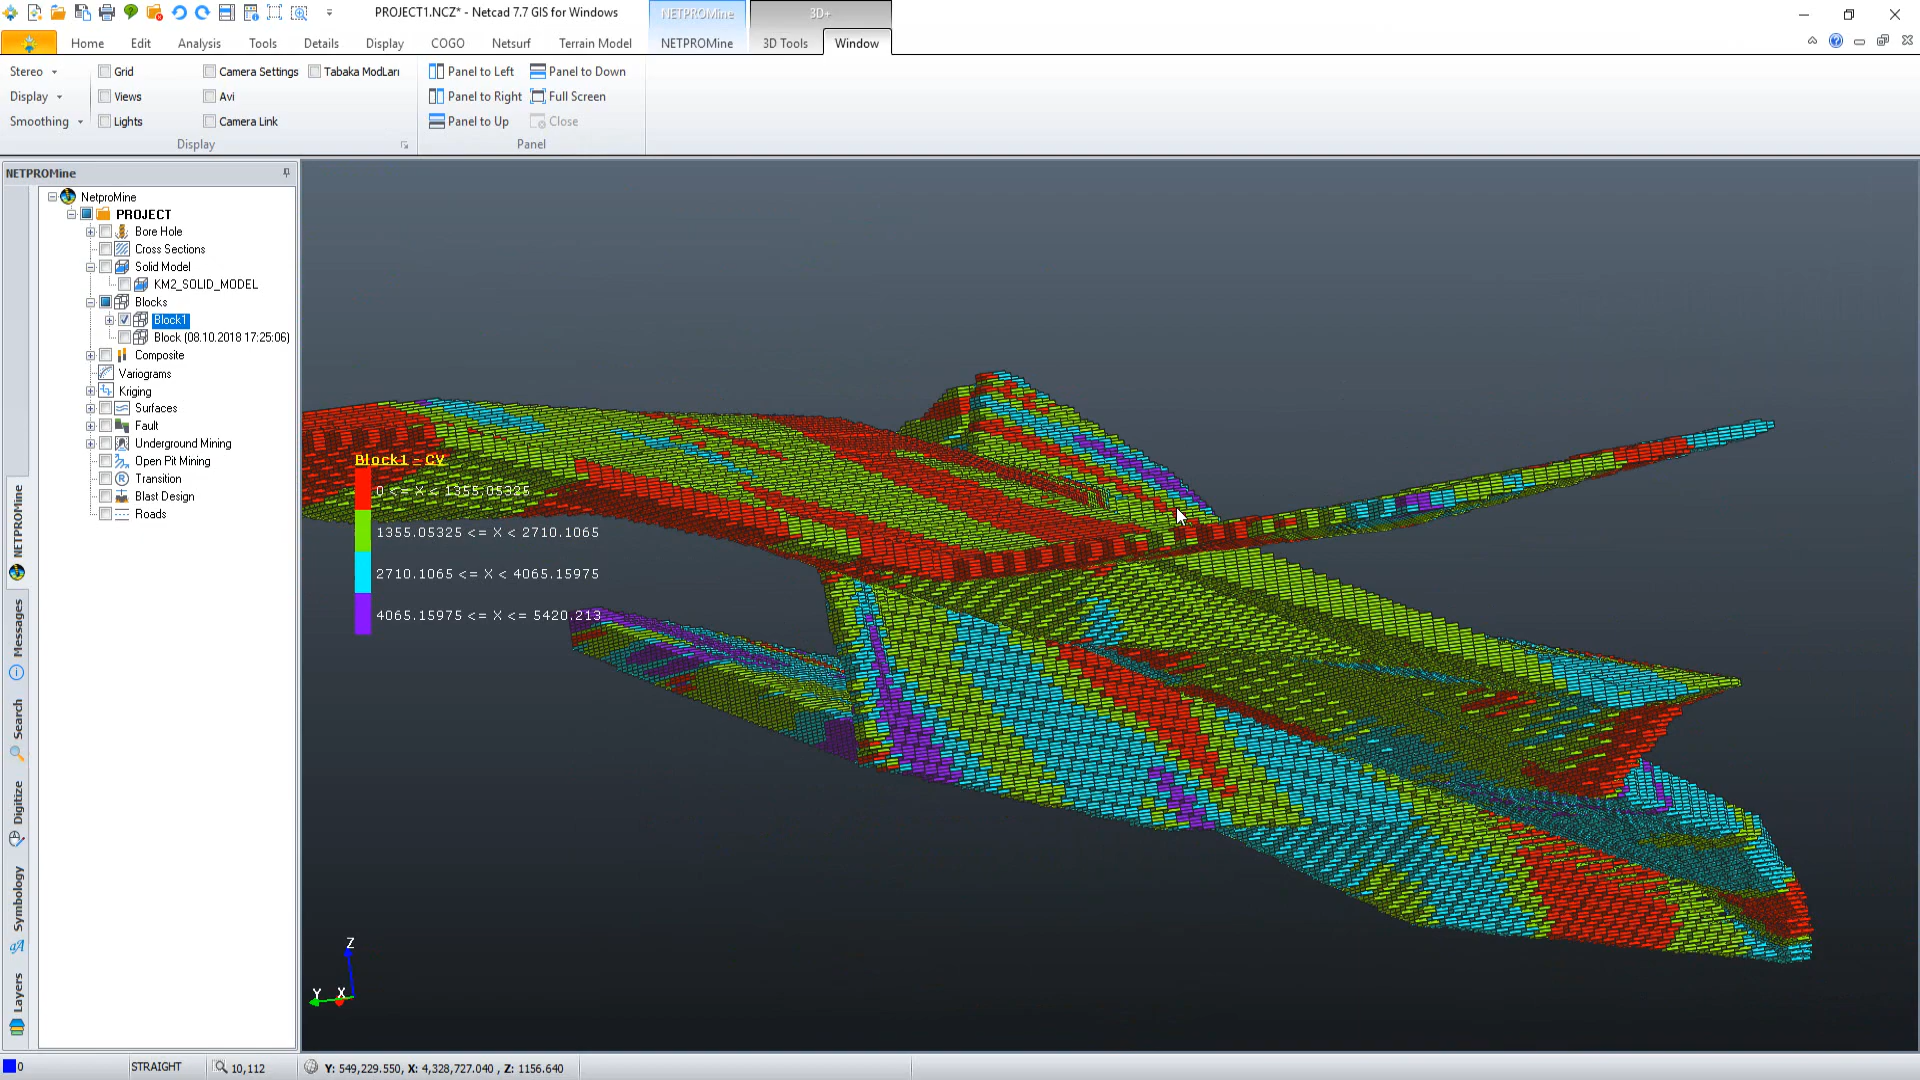 PROJECT1.NCZ* - Netcad 7.7 GIS for Windows
NETPROMine
3D+
Home Edit Analysis Tools Details Display COGO Netsurf Terrain Model NETPROMine 3D Tools Window
Stereo Grid Camera Settings Tabaka ModLarı Panel to Left Panel to Down
Display Views Avi Panel to Right Full Screen
Smoothing Lights Camera Link Panel to Up Close
Display Panel
NETPROMine
NetproMine
PROJECT
Bore Hole
Cross Sections
Solid Model
KM2_SOLID_MODEL
Blocks
Block1
Block (08.10.2018 17:25:06)
Composite
Variograms
Kriging
Surfaces
Fault
Underground Mining
Open Pit Mining
Transition
Blast Design
Roads
NETPROMine
Messages
Search
Digitize
Symbology
Layers
Block1 - CV
0 <= X < 1355.05325
1355.05325 <= X < 2710.1065
2710.1065 <= X < 4065.15975
4065.15975 <= X <= 5420.213
Z
Y X
0 STRAIGHT 10,112 Y: 549,229.550, X: 4,328,727.040 , Z: 1156.640